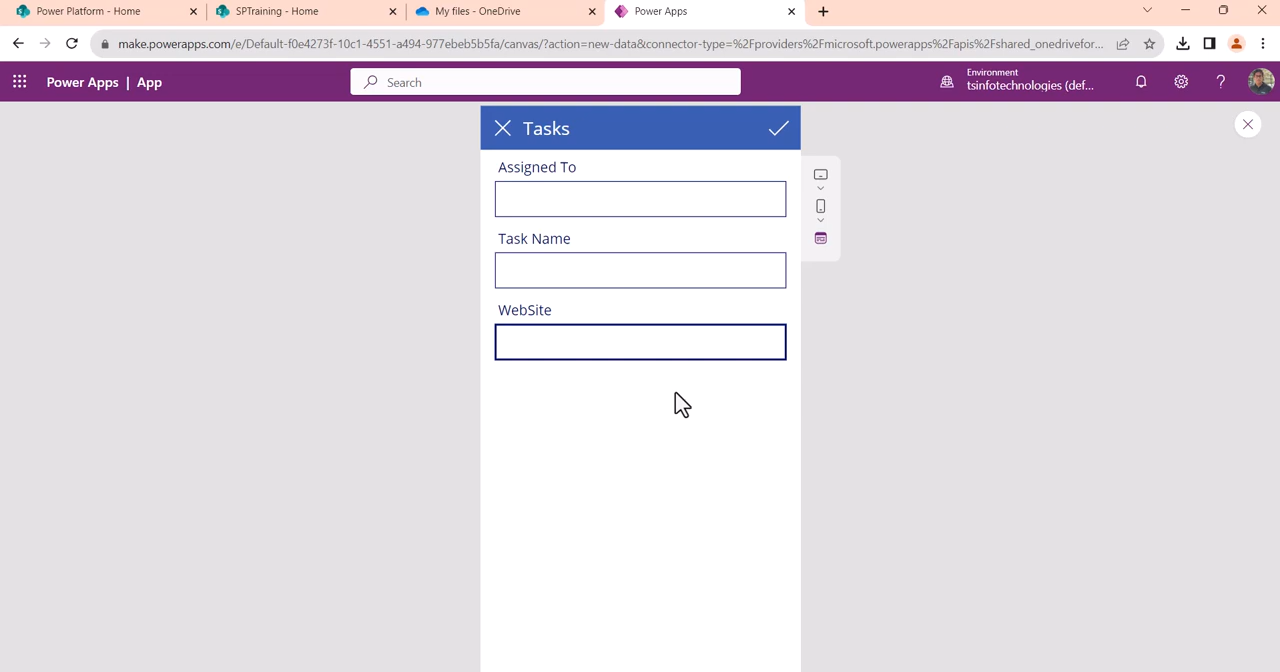 Power Platform - Home
SPTraining - Home
My files - OneDrive
Power Apps
make.powerapps.com/e/Default-f0e4273f-10c1-4551-a494-977ebeb5b5fa/canvas/?action=new-data&connector-type=%2Fproviders%2Fmicrosoft.powerapps%2Fapis%2Fshared_onedrivefor...
Power Apps | App
Search
Environment
tsinfotechnologies (def...
Tasks
Assigned To
Task Name
WebSite